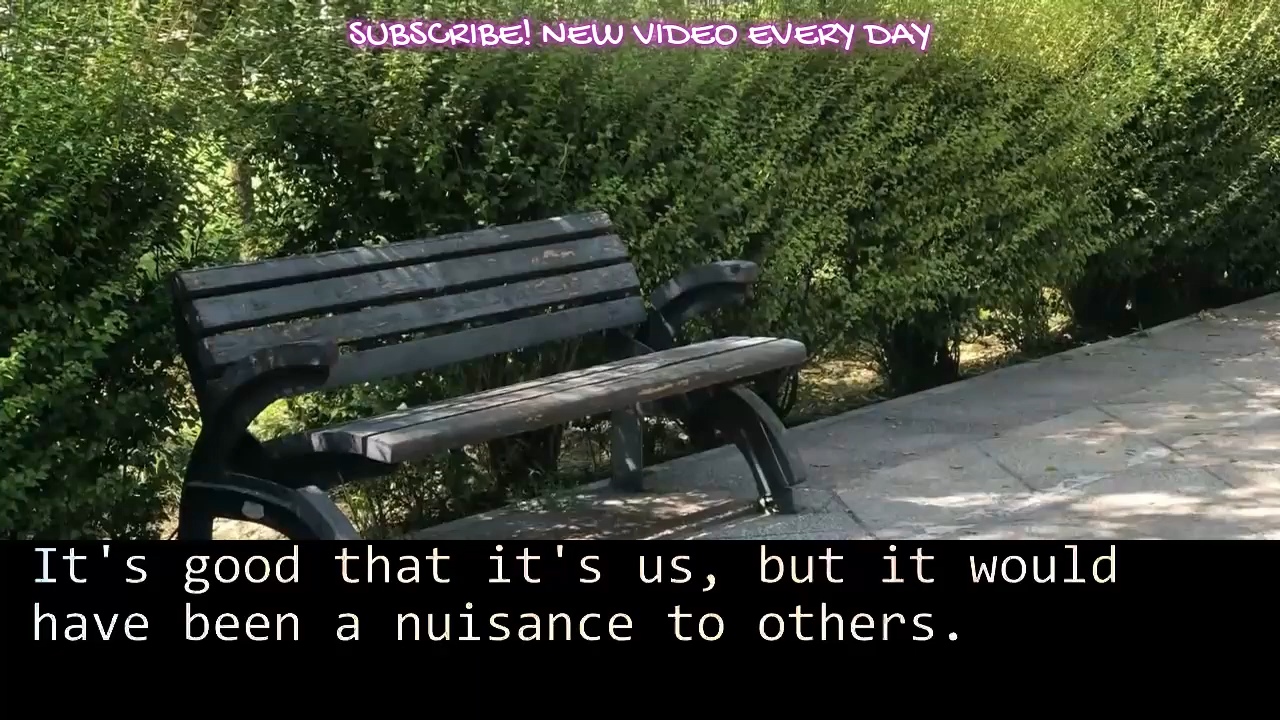 SUBSCRIBE! NEW VIDEO EVERY DAY
It's good that it's us, but it would
have been a nuisance to others.